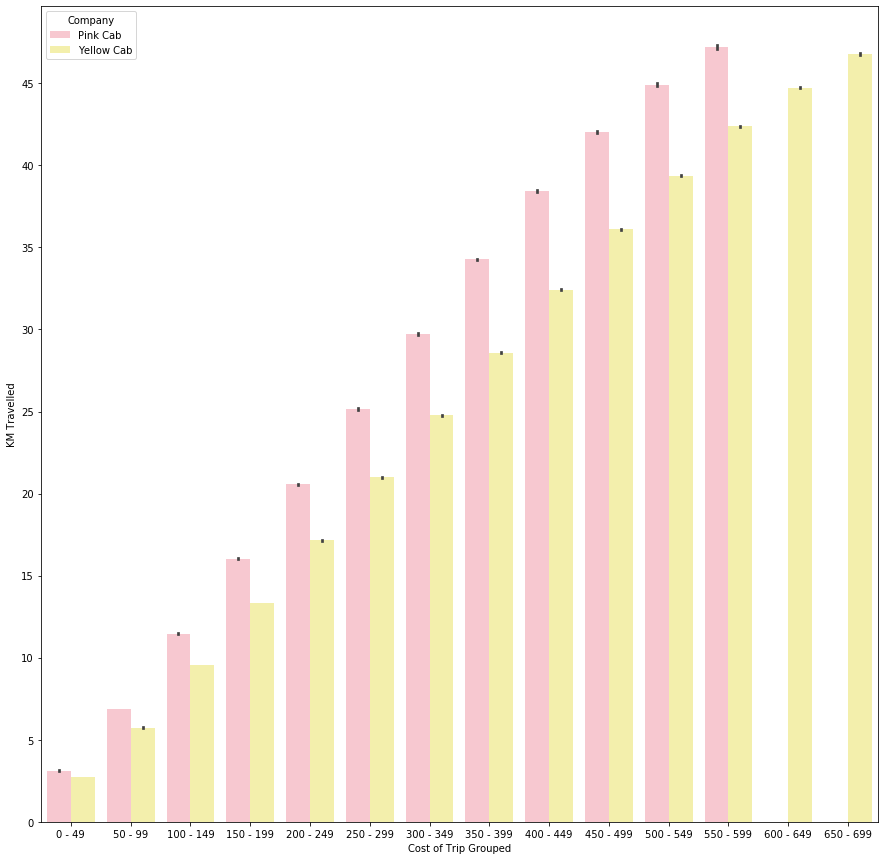 Company
Pink Cab
Yellow Cab
KM Travelled
45
40
35
30
25
20
15
10
5
0
0 - 49 50 - 99 100 - 149 150 - 199 200 - 249 250 - 299 300 - 349 350 - 399 400 - 449 450 - 499 500 - 549 550 - 599 600 - 649 650 - 699
Cost of Trip Grouped